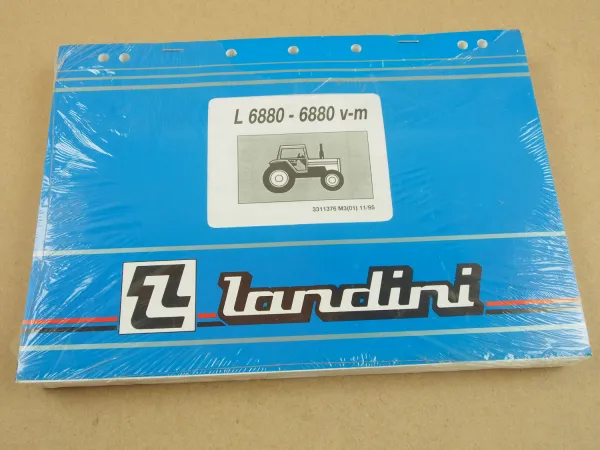 L 6880 - 6880 v-m
3311376 M3(01) 11/95
Landini